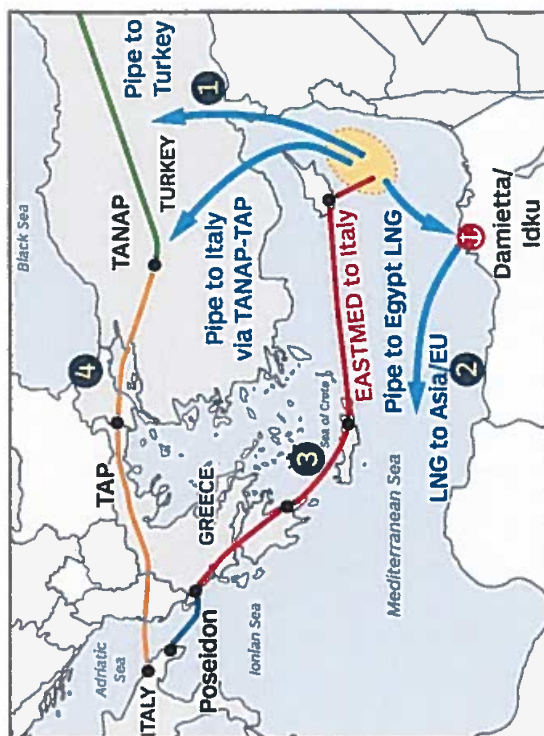 Black Sea
Pipe to
Turkey
1
TURKEY
TANAP
Pipe to Italy
via TANAP-TAP
4
TAP
GREECE
Sea of Crete
3
EASTMED to Italy
Pipe to Egypt LNG
Damietta/
Idku
2
LNG to Asia/EU
Mediterranean Sea
Ionian Sea
Poseidon
Adriatic
Sea
ITALY